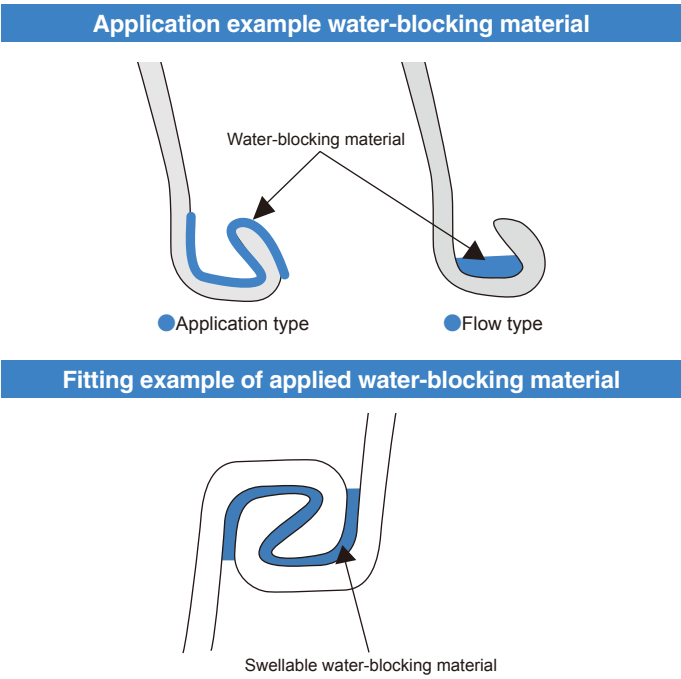 Application example water-blocking material
Water-blocking material
Application type
Flow type
Fitting example of applied water-blocking material
Swellable water-blocking material